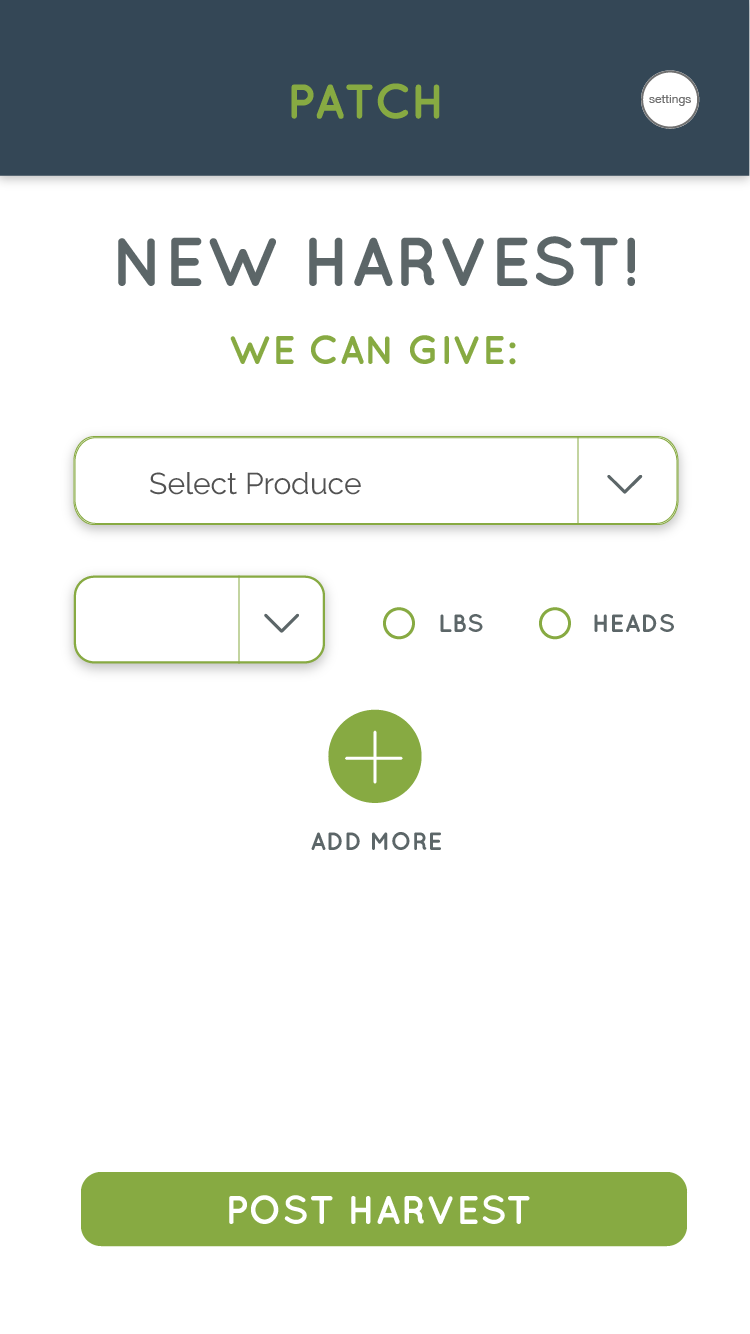 PATCH
settings
NEW HARVEST!
WE CAN GIVE:
Select Produce
LBS HEADS
ADD MORE
POST HARVEST